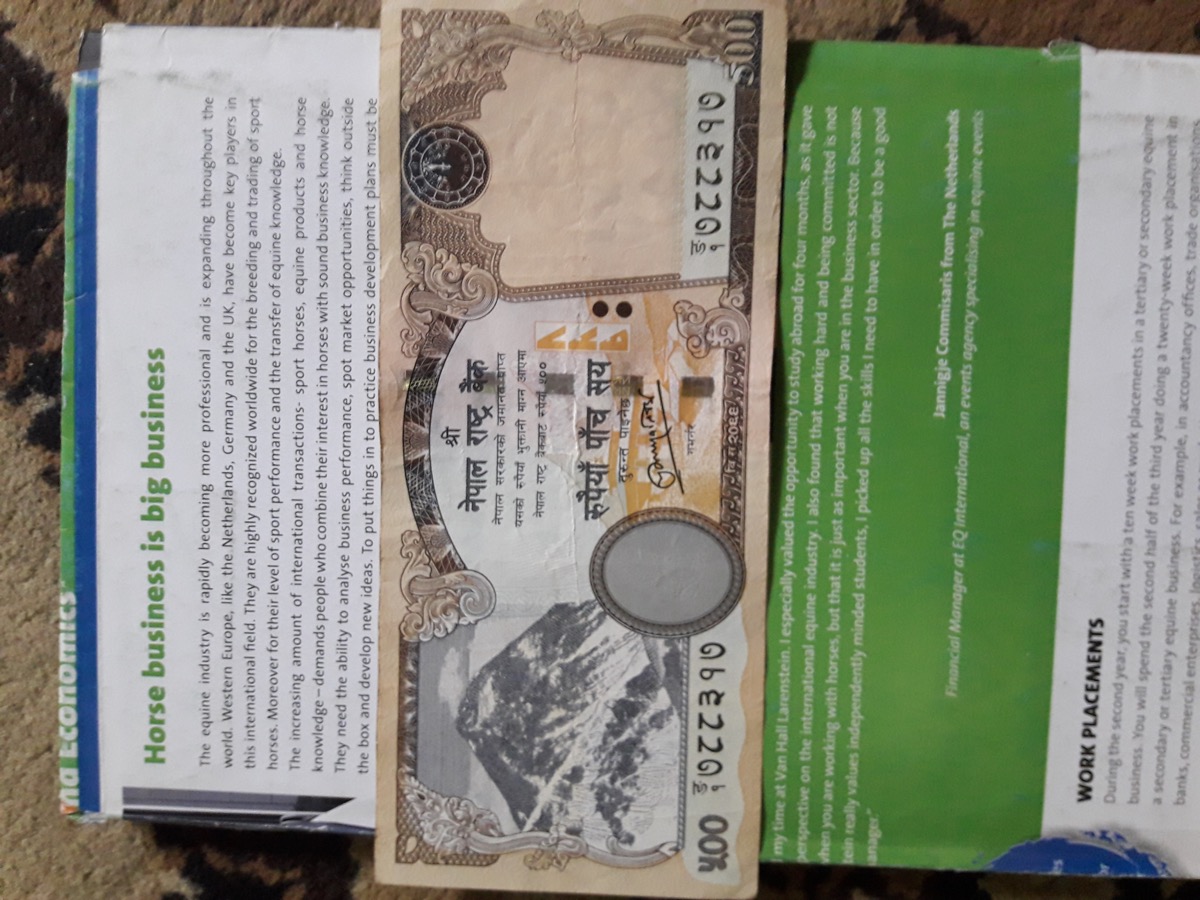 nd Economics
Horse business is big business
The equine industry is rapidly becoming more professional and is expanding throughout the
world. Western Europe, like the Netherlands, Germany and the UK, have become key players in
this international field. They are highly recognized worldwide for the breeding and trading of sport
horses. Moreover for their level of sport performance and the transfer of equine knowledge.
The increasing amount of international transactions- sport horses, equine products and horse
knowledge – demands people who combine their interest in horses with sound business knowledge.
They need the ability to analyse business performance, spot market opportunities, think outside
the box and develop new ideas. To put things in to practice business development plans must be
श्री
नेपाल राष्ट्र बैंक
नेपाल सरकारको जमानत प्राप्त
यसको रुपैयाँ भुक्तानी माग्न आएमा
नेपाल राष्ट्र बैंकबाट रुपैयाँ ५००
रुपैयाँ पाँच सय
तुरुन्त पाइनेछ
गभर्नर
५00 ङ १ ७८८३१७
वि सं २०६६
ङ १ ७८८३१७
500
I my time at Van Hall Larenstein. I especially valued the opportunity to study abroad for four months, as it gave
perspective on the international equine industry. I also found that working hard and being committed is not
when you are working with horses, but that it is just as important when you are in the business sector. Because
tein really values independently minded students, I picked up all the skills I need to have in order to be a good
anager."
Jannigje Commisaris from The Netherlands
Financial Manager at EQ International, an events agency specialising in equine events
WORK PLACEMENTS
During the second year, you start with a ten week work placements in a tertiary or secondary equine
business. You will spend the second half of the third year doing a twenty-week work placement in
a secondary or tertiary equine business. For example, in accountancy offices, trade organisations
banks, commercial enterprises, logistics, sales